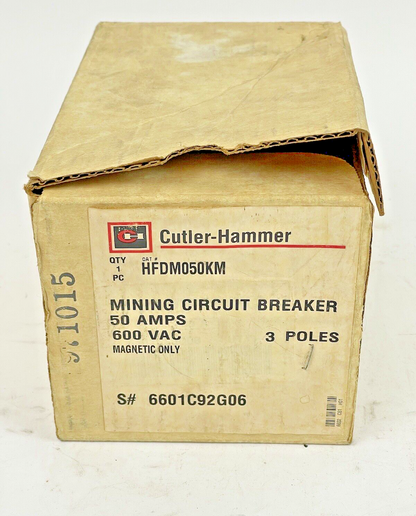 Cutler-Hammer
QTY
1
PC
CAT #
HFDM050KM
MINING CIRCUIT BREAKER
50 AMPS
600 VAC 3 POLES
MAGNETIC ONLY
S# 6601C92G06
971015